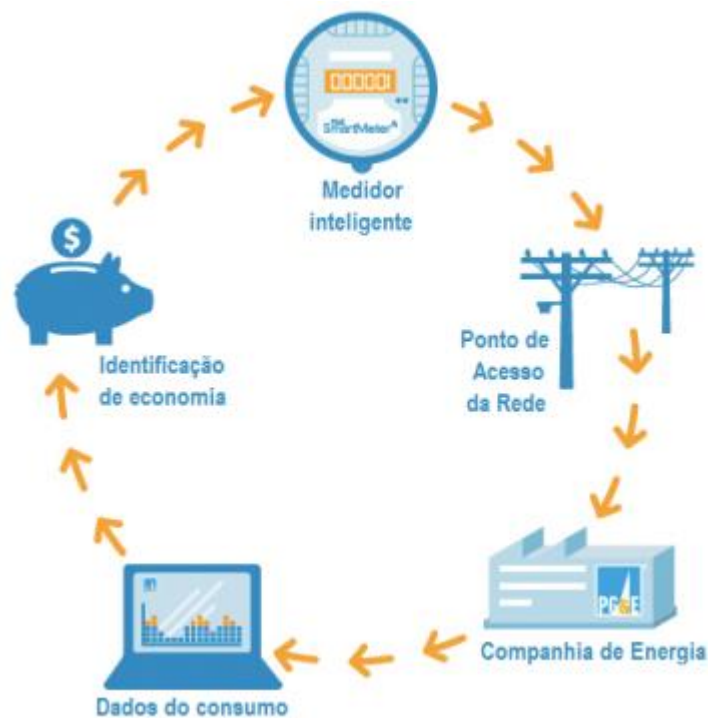 000001
SmartMeter
Medidor
inteligente
Ponto de
Acesso
da Rede
PG&E
Companhia de Energia
Dados do consumo
$
Identificação
de economia